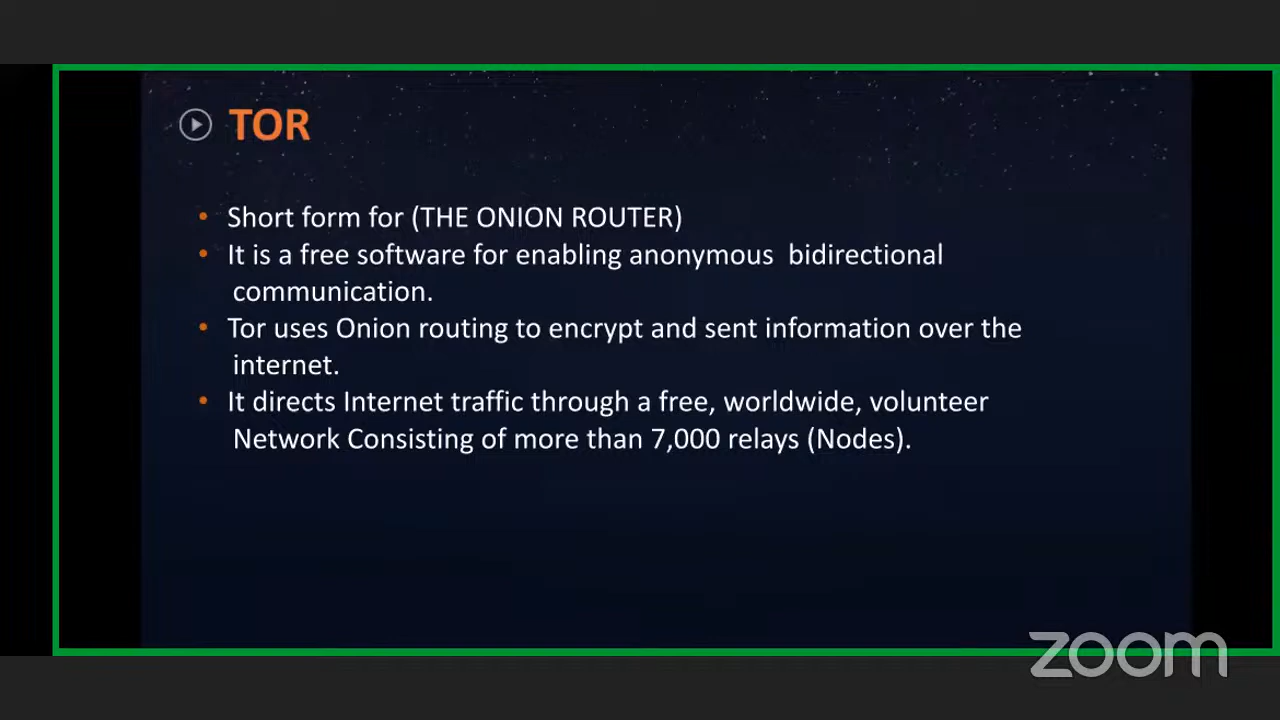 TOR
• Short form for (THE ONION ROUTER)
• It is a free software for enabling anonymous bidirectional
communication.
• Tor uses Onion routing to encrypt and sent information over the
internet.
• It directs Internet traffic through a free, worldwide, volunteer
Network Consisting of more than 7,000 relays (Nodes).
zoom